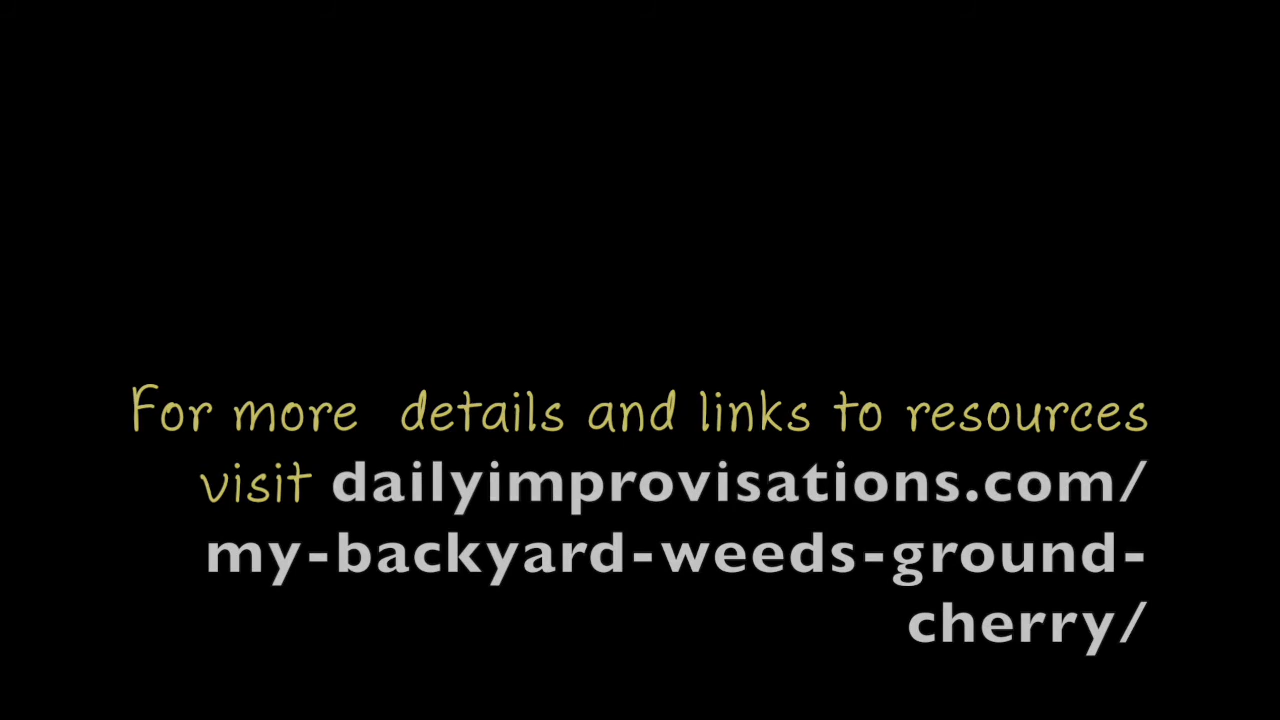 For more details and links to resources
visit dailyimprovisations.com/
my-backyard-weeds-ground-
cherry/